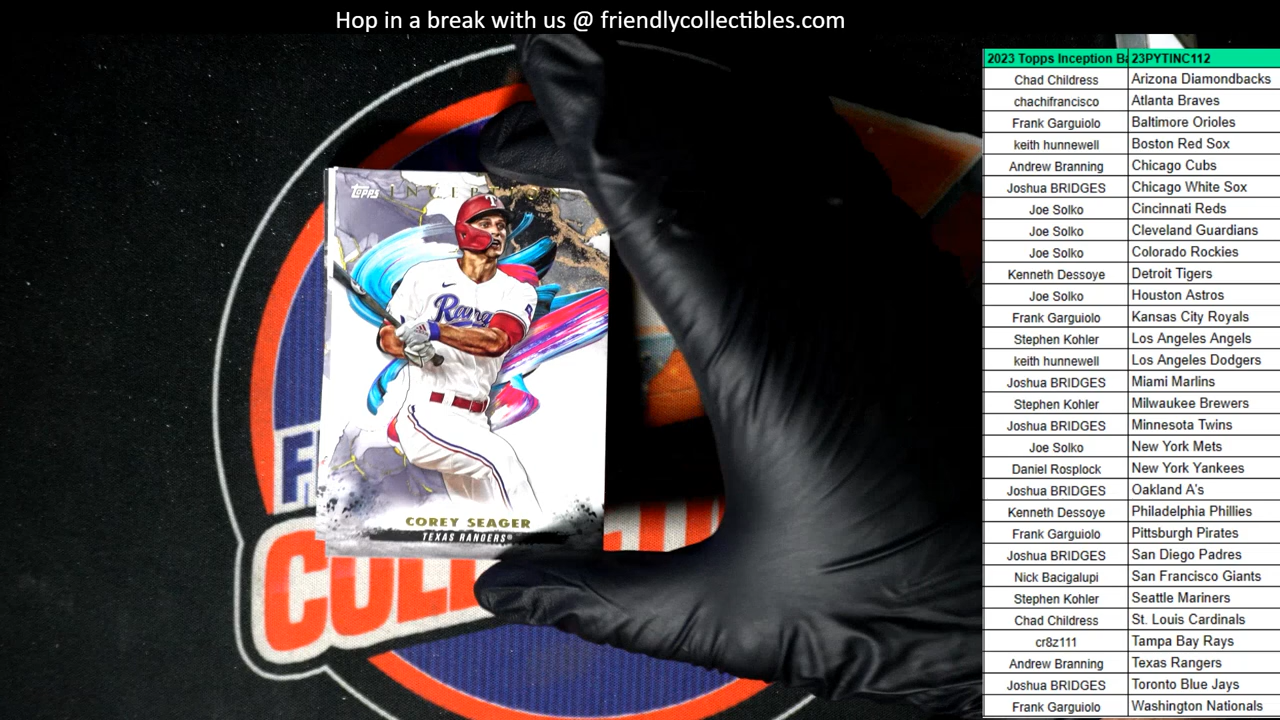 Hop in a break with us @ friendlycollectibles.com
2023 Topps Inception Ba 23PYTINC112
Chad Childress Arizona Diamondbacks
chachifrancisco Atlanta Braves
Frank Garguiolo Baltimore Orioles
keith hunnewell Boston Red Sox
Andrew Branning Chicago Cubs
Joshua BRIDGES Chicago White Sox
Joe Solko Cincinnati Reds
Joe Solko Cleveland Guardians
Joe Solko Colorado Rockies
Kenneth Dessoye Detroit Tigers
Joe Solko Houston Astros
Frank Garguiolo Kansas City Royals
Stephen Kohler Los Angeles Angels
keith hunnewell Los Angeles Dodgers
Joshua BRIDGES Miami Marlins
Stephen Kohler Milwaukee Brewers
Joshua BRIDGES Minnesota Twins
Joe Solko New York Mets
Daniel Rosplock New York Yankees
Joshua BRIDGES Oakland A's
Kenneth Dessoye Philadelphia Phillies
Frank Garguiolo Pittsburgh Pirates
Joshua BRIDGES San Diego Padres
Nick Bacigalupi San Francisco Giants
Stephen Kohler Seattle Mariners
Chad Childress St. Louis Cardinals
cr8z111 Tampa Bay Rays
Andrew Branning Texas Rangers
Joshua BRIDGES Toronto Blue Jays
Frank Garguiolo Washington Nationals
Topps INCEPTION
T
Rang
COREY SEAGER
TEXAS RANGERS®
F
COLL